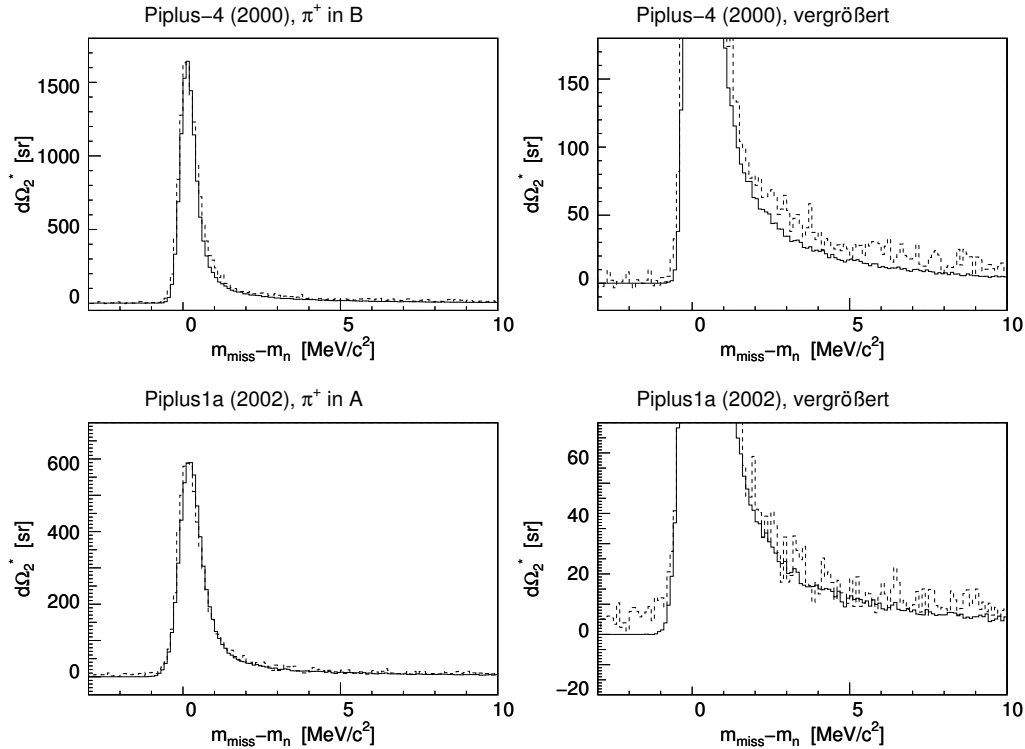 Piplus−4 (2000), π⁺ in B
dΩ₂* [sr]
1500
1000
500
0
0 5 10
m_miss−m_n [MeV/c²]
Piplus−4 (2000), vergrößert
dΩ₂* [sr]
150
100
50
0
0 5 10
m_miss−m_n [MeV/c²]
Piplus1a (2002), π⁺ in A
dΩ₂* [sr]
600
400
200
0
0 5 10
m_miss−m_n [MeV/c²]
Piplus1a (2002), vergrößert
dΩ₂* [sr]
60
40
20
0
−20
0 5 10
m_miss−m_n [MeV/c²]